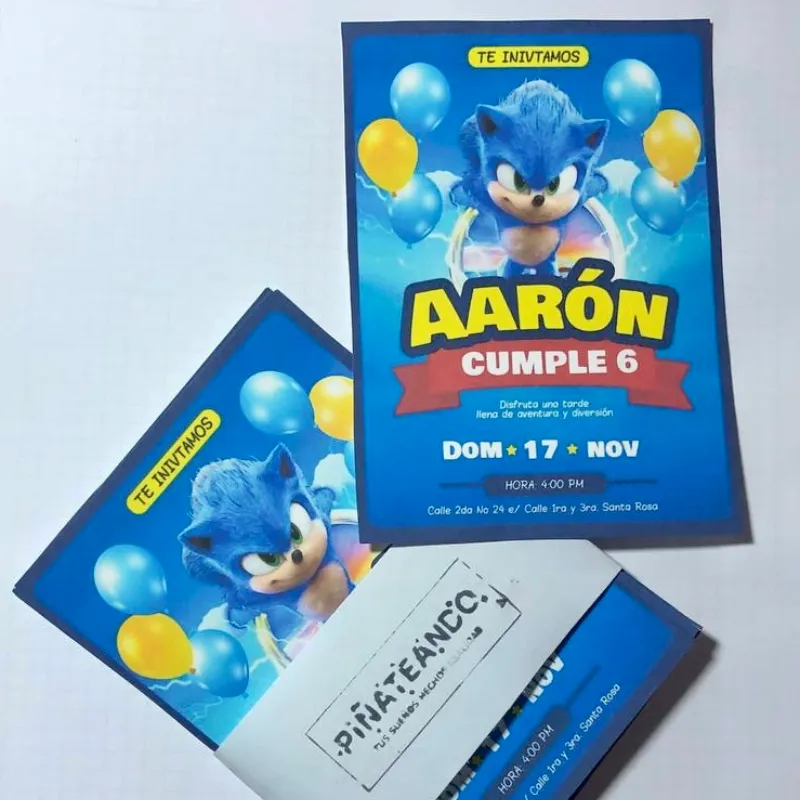 TE INIVTAMOS
AARÓN
CUMPLE 6
Disfruta una tarde
llena de aventura y diversión
DOM ★ 17 ★ NOV
HORA: 4:00 PM
Calle 2da No 24 e/ Calle 1ra y 3ra. Santa Rosa
TE INIVTAMOS
PIÑATEANDO
TUS SUEÑOS HECHOS
DOM ★ 17 ★ NOV
HORA: 4:00 PM
e/ Calle 1ra y 3ra. Santa Rosa